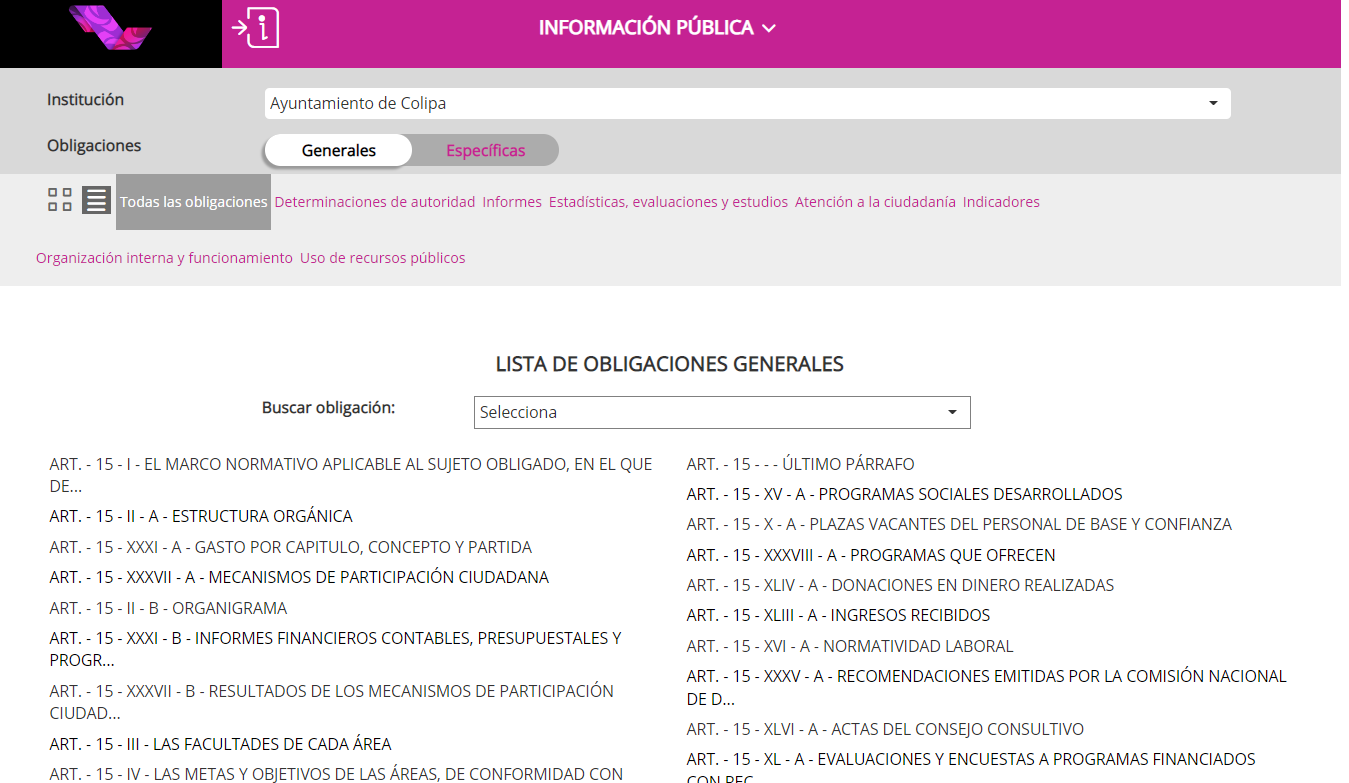 INFORMACIÓN PÚBLICA
Institución
Ayuntamiento de Colipa
Obligaciones
Generales
Específicas
Todas las obligaciones Determinaciones de autoridad Informes Estadísticas, evaluaciones y estudios Atención a la ciudadanía Indicadores
Organización interna y funcionamiento Uso de recursos públicos
LISTA DE OBLIGACIONES GENERALES
Buscar obligación:
Selecciona
ART. - 15 - I - EL MARCO NORMATIVO APLICABLE AL SUJETO OBLIGADO, EN EL QUE
DE...
ART. - 15 - II - A - ESTRUCTURA ORGÁNICA
ART. - 15 - XXXI - A - GASTO POR CAPITULO, CONCEPTO Y PARTIDA
ART. - 15 - XXXVII - A - MECANISMOS DE PARTICIPACIÓN CIUDADANA
ART. - 15 - II - B - ORGANIGRAMA
ART. - 15 - XXXI - B - INFORMES FINANCIEROS CONTABLES, PRESUPUESTALES Y
PROGR...
ART. - 15 - XXXVII - B - RESULTADOS DE LOS MECANISMOS DE PARTICIPACIÓN
CIUDAD...
ART. - 15 - III - LAS FACULTADES DE CADA ÁREA
ART. - 15 - IV - LAS METAS Y OBJETIVOS DE LAS ÁREAS, DE CONFORMIDAD CON
ART. - 15 - - - ÚLTIMO PÁRRAFO
ART. - 15 - XV - A - PROGRAMAS SOCIALES DESARROLLADOS
ART. - 15 - X - A - PLAZAS VACANTES DEL PERSONAL DE BASE Y CONFIANZA
ART. - 15 - XXXVIII - A - PROGRAMAS QUE OFRECEN
ART. - 15 - XLIV - A - DONACIONES EN DINERO REALIZADAS
ART. - 15 - XLIII - A - INGRESOS RECIBIDOS
ART. - 15 - XVI - A - NORMATIVIDAD LABORAL
ART. - 15 - XXXV - A - RECOMENDACIONES EMITIDAS POR LA COMISIÓN NACIONAL
DE D...
ART. - 15 - XLVI - A - ACTAS DEL CONSEJO CONSULTIVO
ART. - 15 - XL - A - EVALUACIONES Y ENCUESTAS A PROGRAMAS FINANCIADOS
CON REC...